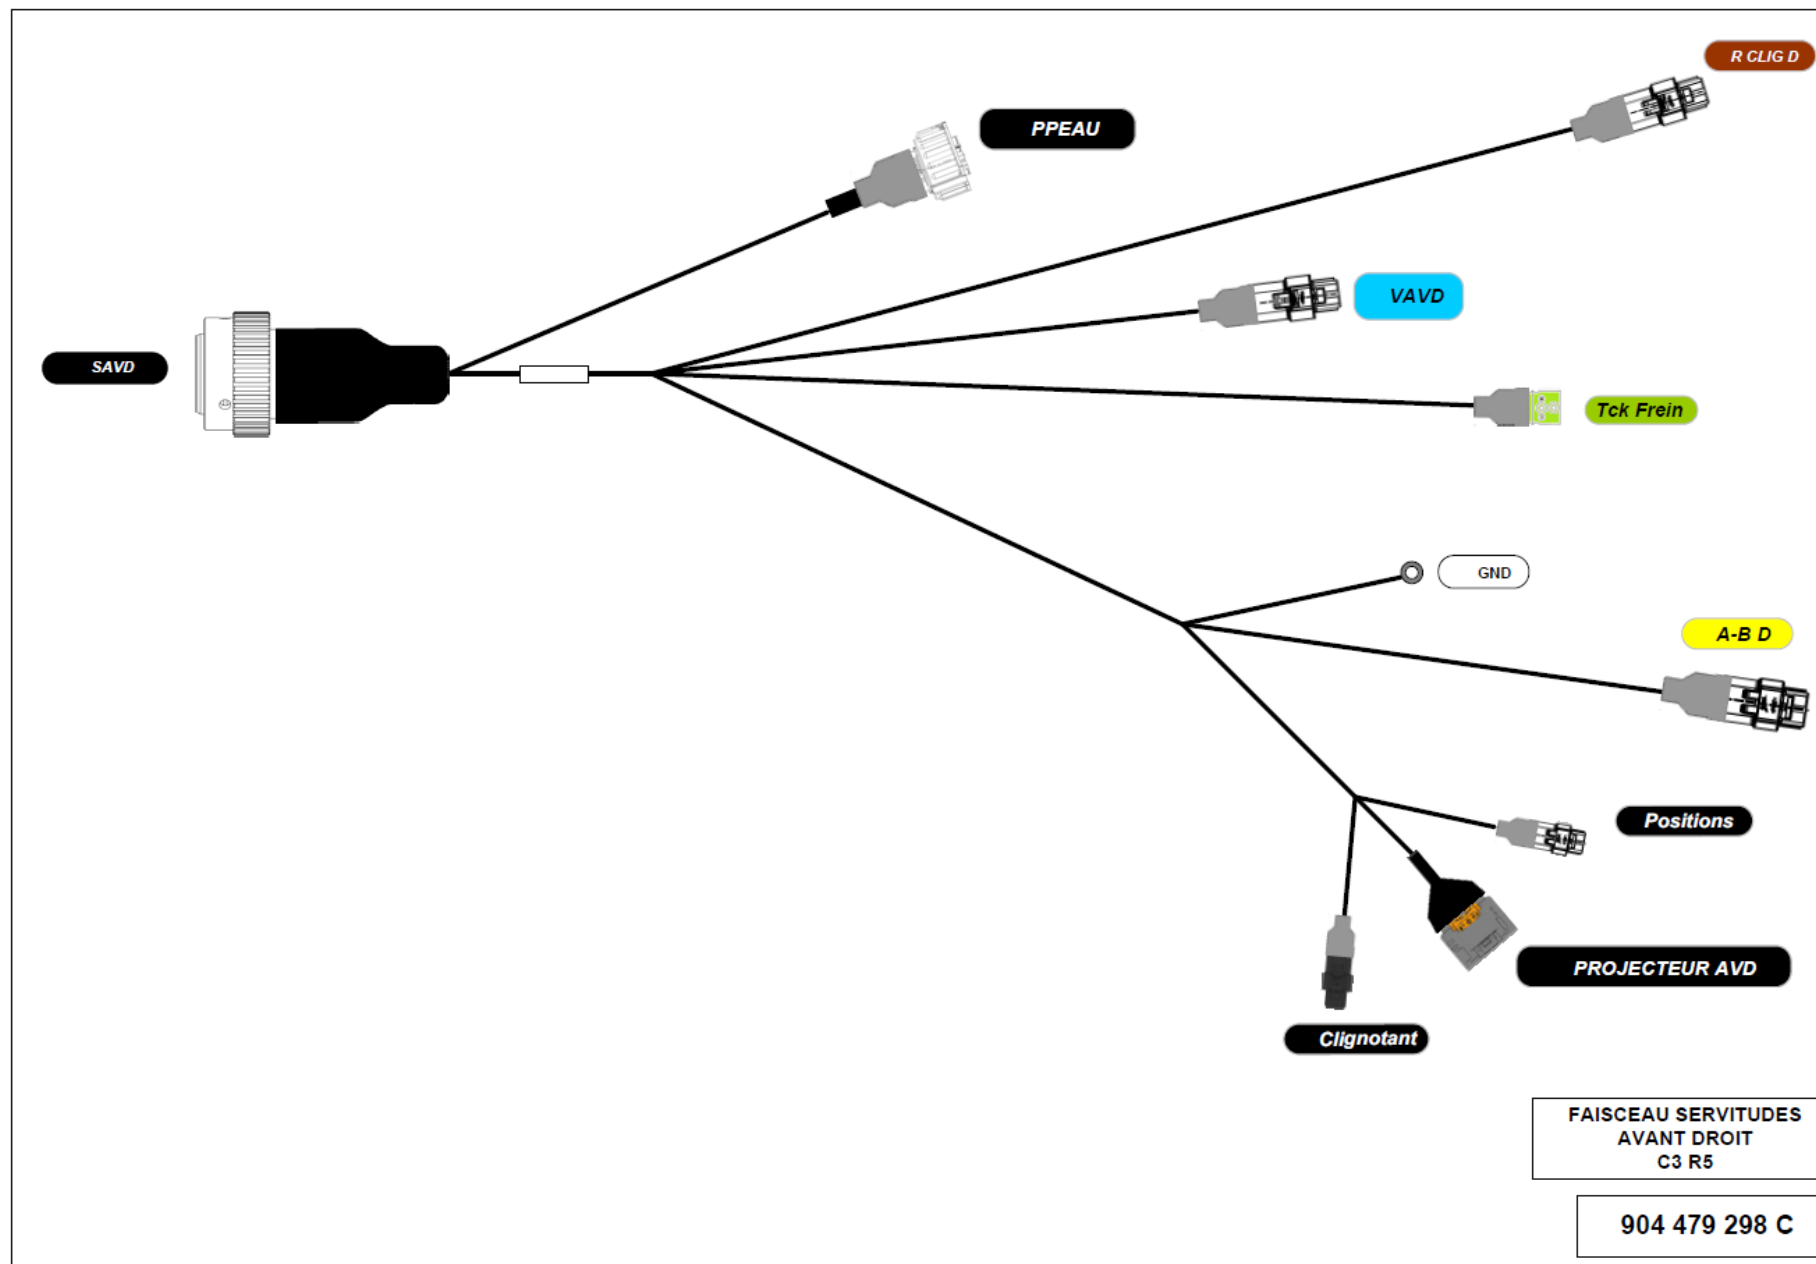 R CLIG D
PPEAU
VAVD
SAVD
Tck Frein
GND
A-B D
Positions
PROJECTEUR AVD
Clignotant
FAISCEAU SERVITUDES
AVANT DROIT
C3 R5
904 479 298 C